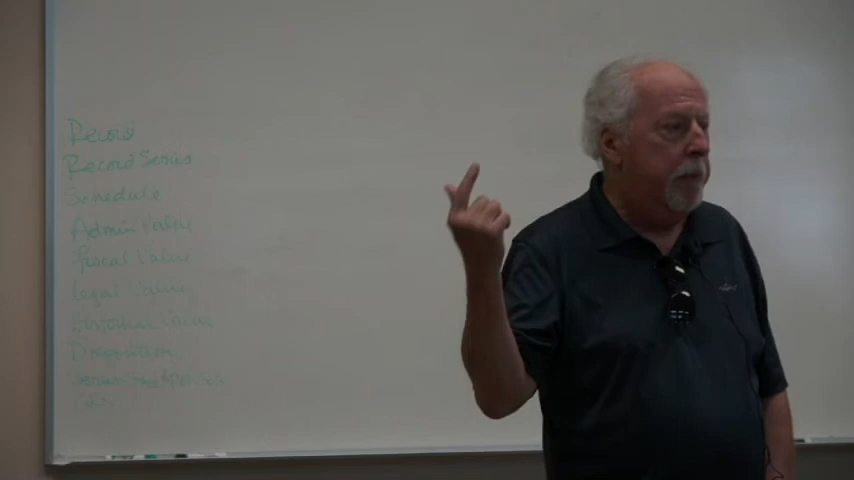 Record
Record Series
Schedule
Admin Value
Fiscal Value
Legal Value
Historical Value
Disposition